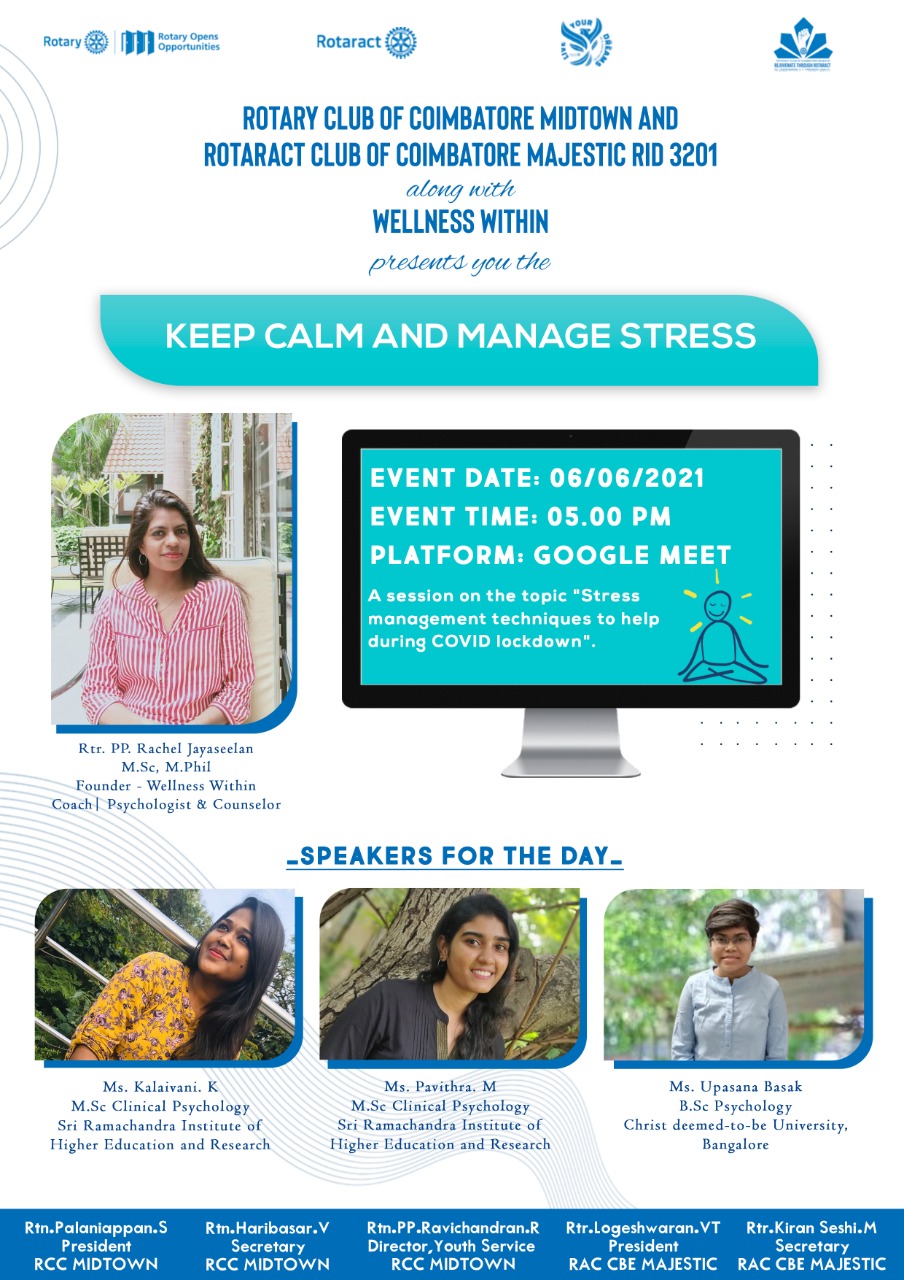 Rotary
Rotary Opens
Opportunities
Rotaract
YOUR
DREAMS
REJUVENATE THROUGH ROTARACT
ROTARY CLUB OF COIMBATORE MIDTOWN AND
ROTARACT CLUB OF COIMBATORE MAJESTIC RID 3201
along with
WELLNESS WITHIN
presents you the
KEEP CALM AND MANAGE STRESS
EVENT DATE: 06/06/2021
EVENT TIME: 05.00 PM
PLATFORM: GOOGLE MEET
A session on the topic "Stress
management techniques to help
during COVID lockdown".
Rtr. PP. Rachel Jayaseelan
M.Sc, M.Phil
Founder - Wellness Within
Coach| Psychologist & Counselor
_SPEAKERS FOR THE DAY_
Ms. Kalaivani. K
M.Sc Clinical Psychology
Sri Ramachandra Institute of
Higher Education and Research
Ms. Pavithra. M
M.Sc Clinical Psychology
Sri Ramachandra Institute of
Higher Education and Research
Ms. Upasana Basak
B.Sc Psychology
Christ deemed-to-be University,
Bangalore
Rtn.Palaniappan.S
President
RCC MIDTOWN
Rtn.Haribasar.V
Secretary
RCC MIDTOWN
Rtn.PP.Ravichandran.R
Director,Youth Service
RCC MIDTOWN
Rtr.Logeshwaran.VT
President
RAC CBE MAJESTIC
Rtr.Kiran Seshi.M
Secretary
RAC CBE MAJESTIC